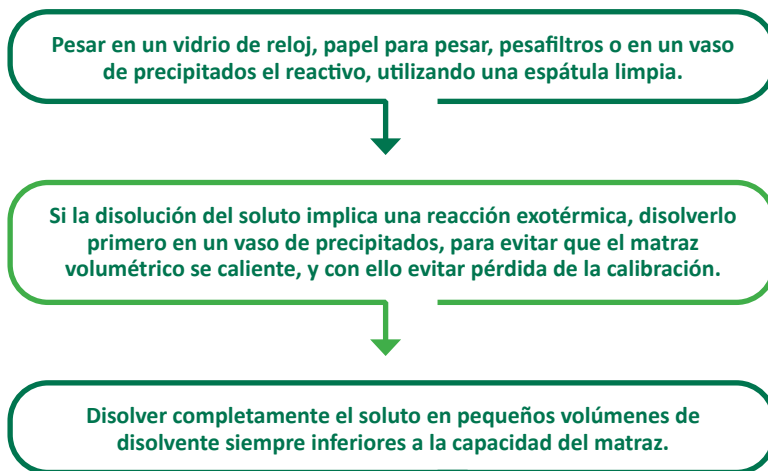 Pesar en un vidrio de reloj, papel para pesar, pesafiltros o en un vaso
de precipitados el reactivo, utilizando una espátula limpia.
Si la disolución del soluto implica una reacción exotérmica, disolverlo
primero en un vaso de precipitados, para evitar que el matraz
volumétrico se caliente, y con ello evitar pérdida de la calibración.
Disolver completamente el soluto en pequeños volúmenes de
disolvente siempre inferiores a la capacidad del matraz.